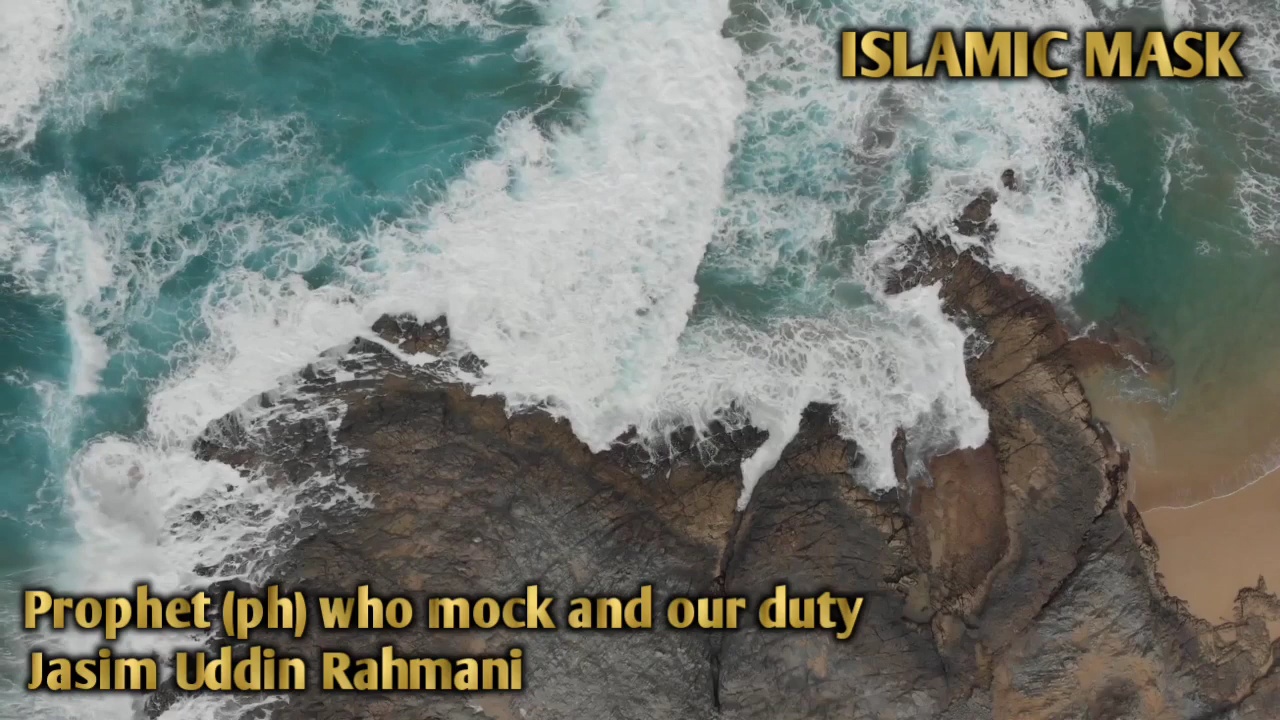 ISLAMIC MASK
Prophet (ph) who mock and our duty
Jasim Uddin Rahmani